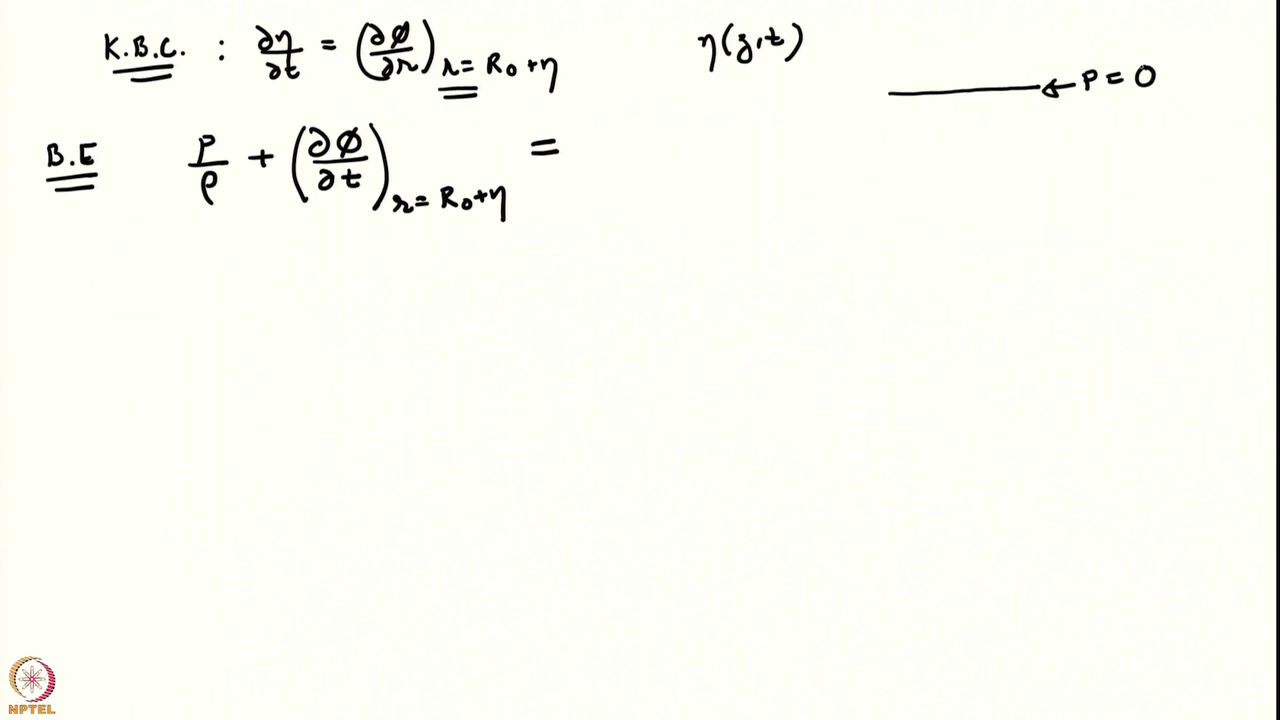 K.B.C. : ∂η/∂t = (∂φ/∂r)_{r = R₀ + η} η(z,t)
← P = 0
B.E P/ρ + (∂φ/∂t)_{r = R₀ + η} =
NPTEL